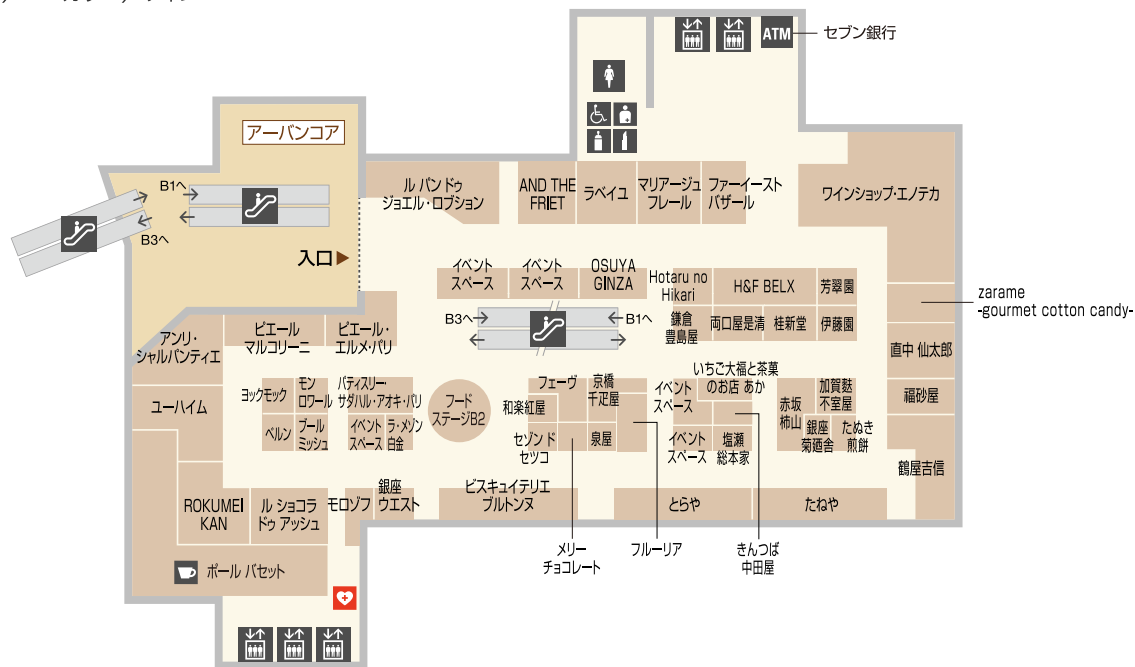 セブン銀行
ATM
アーバンコア
B1へ
B3へ
入口
ル パン ドゥ
ジョエル・ロブション
AND THE
FRIET
ラベイユ
マリアージュ
フレール
ファーイースト
バザール
ワインショップ・エノテカ
イベント
スペース
イベント
スペース
OSUYA
GINZA
Hotaru no
Hikari
H&F BELX
芳翠園
鎌倉
豊島屋
両口屋是清
桂新堂
伊藤園
B3へ
B1へ
zarame
-gourmet cotton candy-
直中 仙太郎
福砂屋
鶴屋吉信
アンリ・
シャルパンティエ
ピエール
マルコリーニ
ピエール・
エルメ・パリ
ユーハイム
ヨックモック
モン
ロワール
パティスリー・
サダハル・アオキ・パリ
ベルン
ブール
ミッシュ
イベント
スペース
ラ・メゾン
白金
フード
ステージB2
フェーヴ
京橋
千疋屋
和楽紅屋
セゾン ド
セツコ
泉屋
イベント
スペース
いちご大福と茶菓
のお店 あか
イベント
スペース
塩瀬
総本家
赤坂
柿山
加賀麩
不室屋
銀座
菊廼舎
たぬき
煎餅
ROKUMEI
KAN
ル ショコラ
ドゥ アッシュ
モロゾフ
銀座
ウエスト
ビスキュイテリエ
ブルトンヌ
とらや
たねや
メリー
チョコレート
フルーリア
きんつば
中田屋
ポール バセット